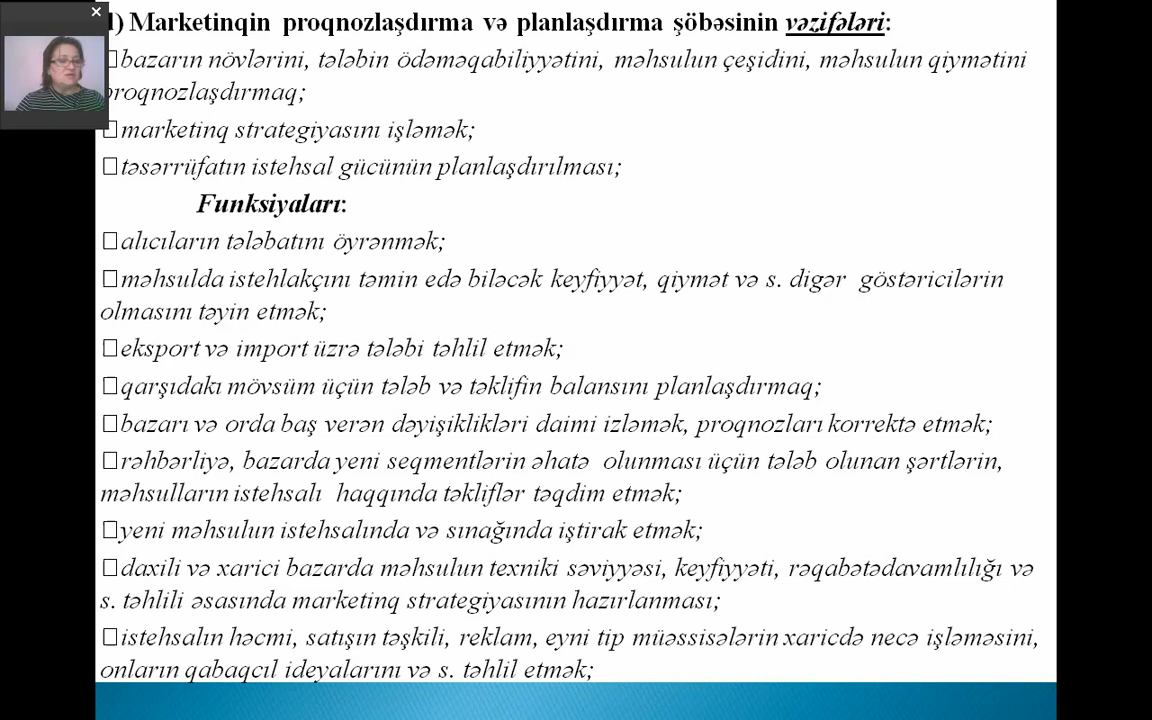 ) Marketinqin proqnozlaşdırma və planlaşdırma şöbəsinin vəzifələri:
□bazarın növlərini, tələbin ödəməqabiliyyətini, məhsulun çeşidini, məhsulun qiymətini
proqnozlaşdırmaq;
□marketinq strategiyasını işləmək;
□təsərrüfatın istehsal gücünün planlaşdırılması;
Funksiyaları:
□alıcıların tələbatını öyrənmək;
□məhsulda istehlakçını təmin edə biləcək keyfiyyət, qiymət və s. digər göstəricilərin
olmasını təyin etmək;
□eksport və import üzrə tələbi təhlil etmək;
□qarşıdakı mövsüm üçün tələb və təklifin balansını planlaşdırmaq;
□bazarı və orda baş verən dəyişiklikləri daimi izləmək, proqnozları korrektə etmək;
□rəhbərliyə, bazarda yeni seqmentlərin əhatə olunması üçün tələb olunan şərtlərin,
məhsulların istehsalı haqqında təkliflər təqdim etmək;
□yeni məhsulun istehsalında və sınağında iştirak etmək;
□daxili və xarici bazarda məhsulun texniki səviyyəsi, keyfiyyəti, rəqabətədavamlılığı və
s. təhlili əsasında marketinq strategiyasının hazırlanması;
□istehsalın həcmi, satışın təşkili, reklam, eyni tip müəssisələrin xaricdə necə işləməsini,
onların qabaqcıl ideyalarını və s. təhlil etmək;